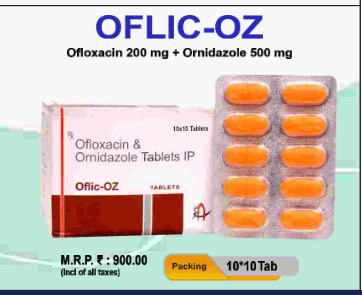 OFLIC-OZ
Ofloxacin 200 mg + Ornidazole 500 mg
10x10 Tablets
Rx
Ofloxacin &
Ornidazole Tablets IP
Oflic-OZ
TABLETS
M.R.P. ₹ : 900.00
(Incl of all taxes)
Packing
10*10 Tab